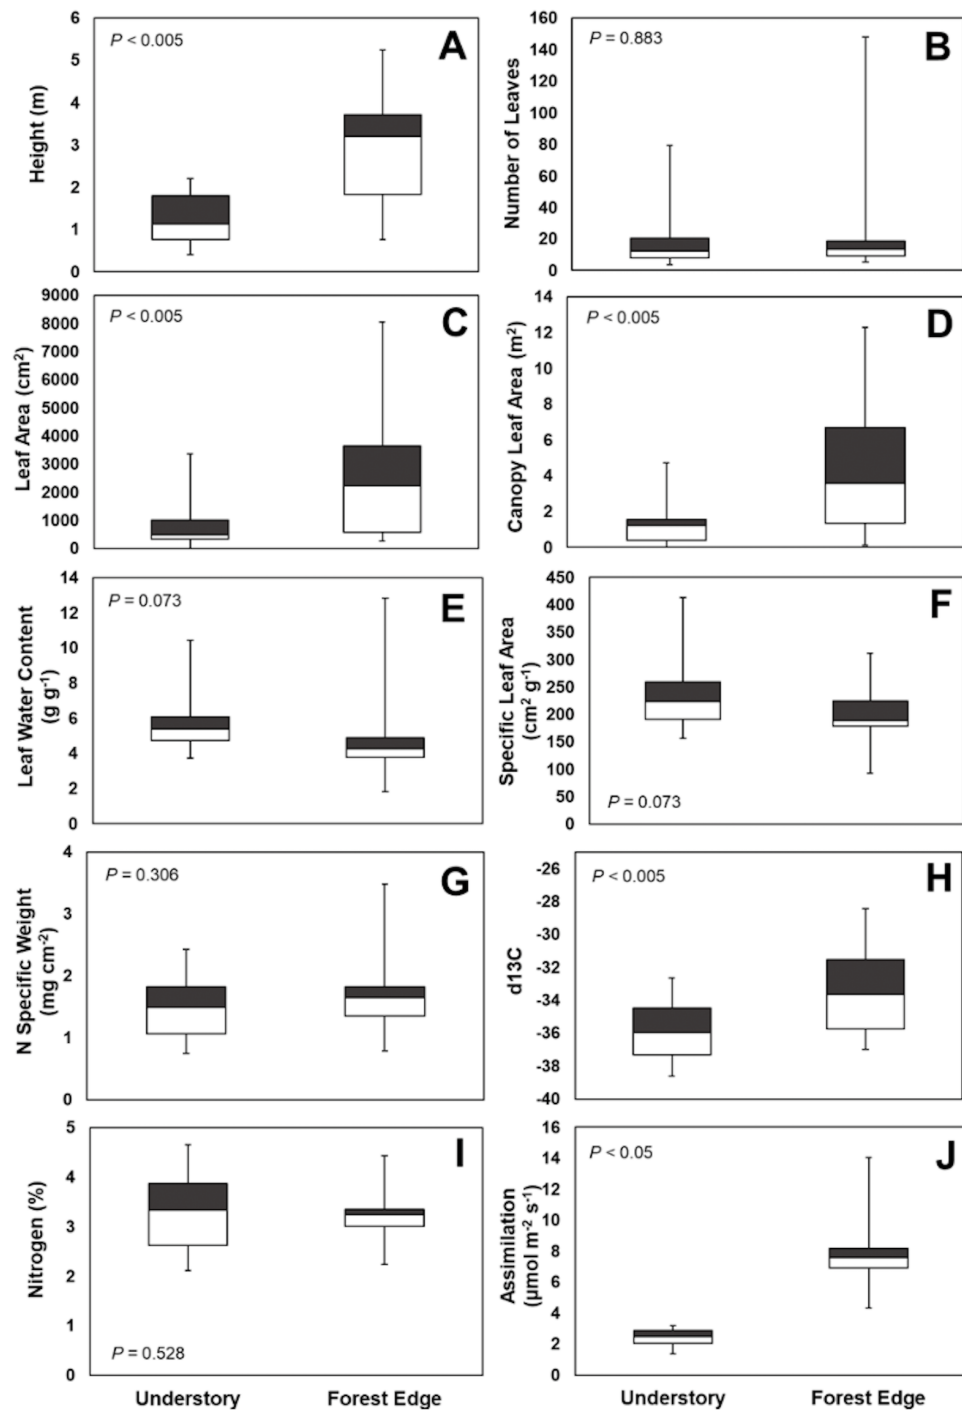 P < 0.005
A
Height (m)
6
5
4
3
2
1
0
P = 0.883
B
Number of Leaves
160
140
120
100
80
60
40
20
0
P < 0.005
C
Leaf Area (cm²)
9000
8000
7000
6000
5000
4000
3000
2000
1000
0
P < 0.005
D
Canopy Leaf Area (m²)
14
12
10
8
6
4
2
0
P = 0.073
E
Leaf Water Content
(g g⁻¹)
14
12
10
8
6
4
2
0
F
Specific Leaf Area
(cm² g⁻¹)
450
400
350
300
250
200
150
100
50
0
P = 0.073
P = 0.306
G
N Specific Weight
(mg cm⁻²)
4
3
2
1
0
P < 0.005
H
d13C
-26
-28
-30
-32
-34
-36
-38
-40
I
Nitrogen (%)
5
4
3
2
1
0
P = 0.528
Understory Forest Edge
P < 0.05
J
Assimilation
(µmol m⁻² s⁻¹)
16
14
12
10
8
6
4
2
0
Understory Forest Edge